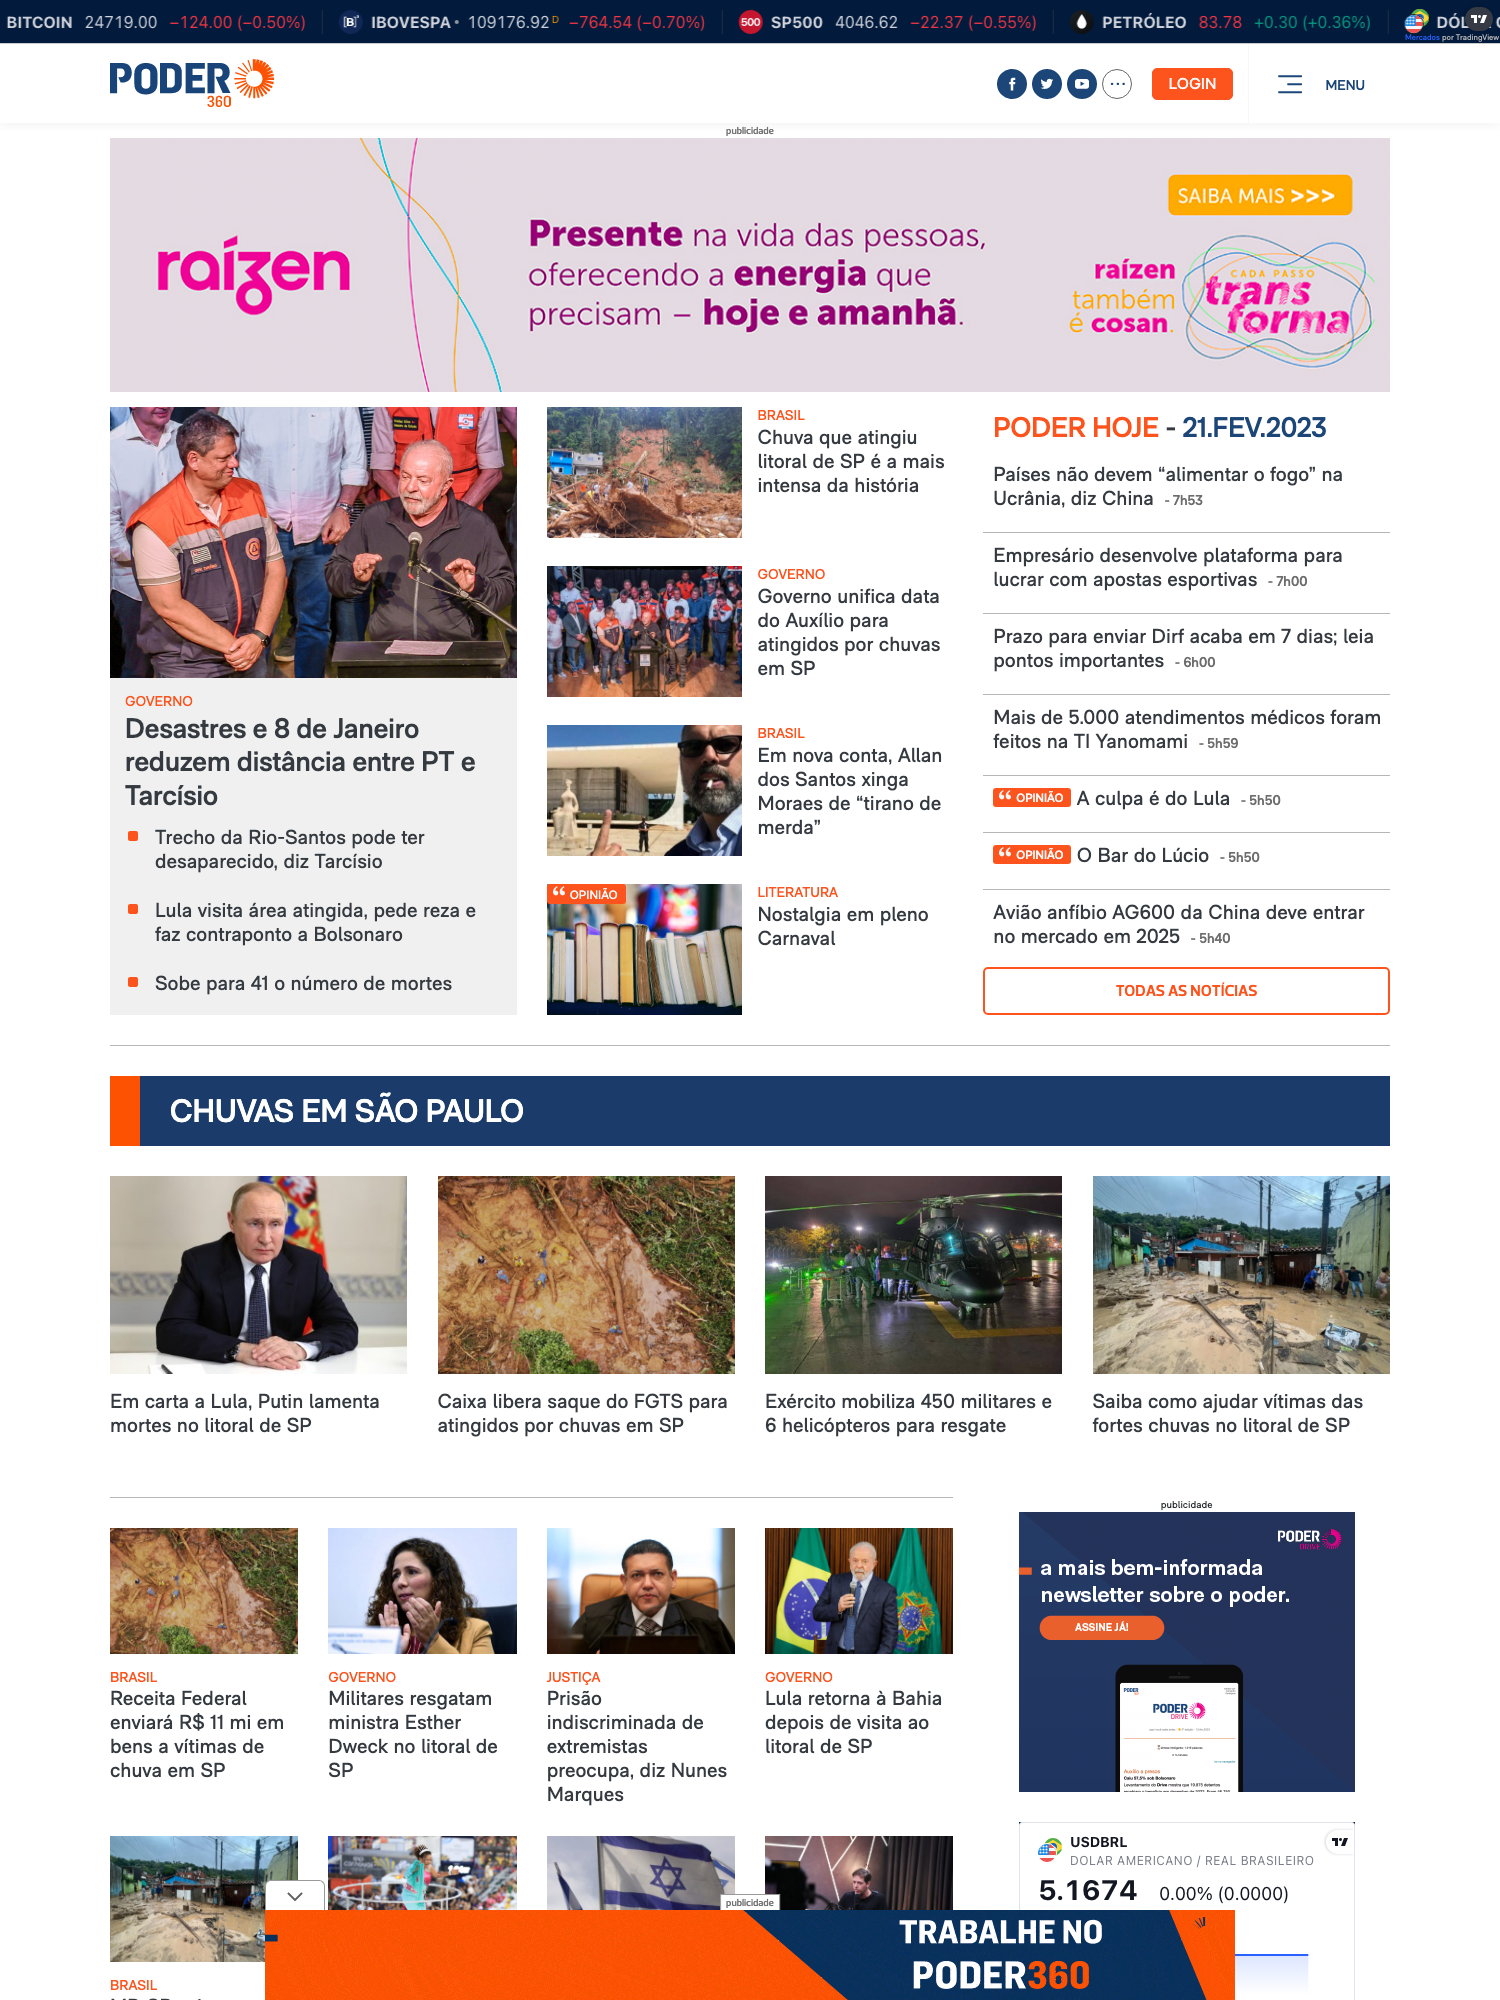 BITCOIN 24719.00 −124.00 (−0.50%) IBOVESPA • 109176.92 D −764.54 (−0.70%) 500 SP500 4046.62 −22.37 (−0.55%) PETRÓLEO 83.78 +0.30 (+0.36%)
Mercados por TradingView
PODER
360
LOGIN
MENU
publicidade
SAIBA MAIS >>>
raízen
Presente na vida das pessoas,
oferecendo a energia que
precisam – hoje e amanhã.
raízen
também
é cosan.
CADA PASSO
trans
forma
GOVERNO
Desastres e 8 de Janeiro
reduzem distância entre PT e
Tarcísio
Trecho da Rio-Santos pode ter
desaparecido, diz Tarcísio
Lula visita área atingida, pede reza e
faz contraponto a Bolsonaro
Sobe para 41 o número de mortes
BRASIL
Chuva que atingiu
litoral de SP é a mais
intensa da história
GOVERNO
Governo unifica data
do Auxílio para
atingidos por chuvas
em SP
BRASIL
Em nova conta, Allan
dos Santos xinga
Moraes de “tirano de
merda”
OPINIÃO
LITERATURA
Nostalgia em pleno
Carnaval
PODER HOJE - 21.FEV.2023
Países não devem “alimentar o fogo” na
Ucrânia, diz China - 7h53
Empresário desenvolve plataforma para
lucrar com apostas esportivas - 7h00
Prazo para enviar Dirf acaba em 7 dias; leia
pontos importantes - 6h00
Mais de 5.000 atendimentos médicos foram
feitos na TI Yanomami - 5h59
OPINIÃO A culpa é do Lula - 5h50
OPINIÃO O Bar do Lúcio - 5h50
Avião anfíbio AG600 da China deve entrar
no mercado em 2025 - 5h40
TODAS AS NOTÍCIAS
CHUVAS EM SÃO PAULO
Em carta a Lula, Putin lamenta
mortes no litoral de SP
Caixa libera saque do FGTS para
atingidos por chuvas em SP
Exército mobiliza 450 militares e
6 helicópteros para resgate
Saiba como ajudar vítimas das
fortes chuvas no litoral de SP
BRASIL
Receita Federal
enviará R$ 11 mi em
bens a vítimas de
chuva em SP
GOVERNO
Militares resgatam
ministra Esther
Dweck no litoral de
SP
JUSTIÇA
Prisão
indiscriminada de
extremistas
preocupa, diz Nunes
Marques
GOVERNO
Lula retorna à Bahia
depois de visita ao
litoral de SP
publicidade
PODER
DRIVE
a mais bem-informada
newsletter sobre o poder.
ASSINE JÁ!
PODER
DRIVE
Auxílio a presos
Caiu 57,5% sob Bolsonaro
USDBRL
DOLAR AMERICANO / REAL BRASILEIRO
5.1674 0.00% (0.0000)
BRASIL
publicidade
TRABALHE NO
PODER360